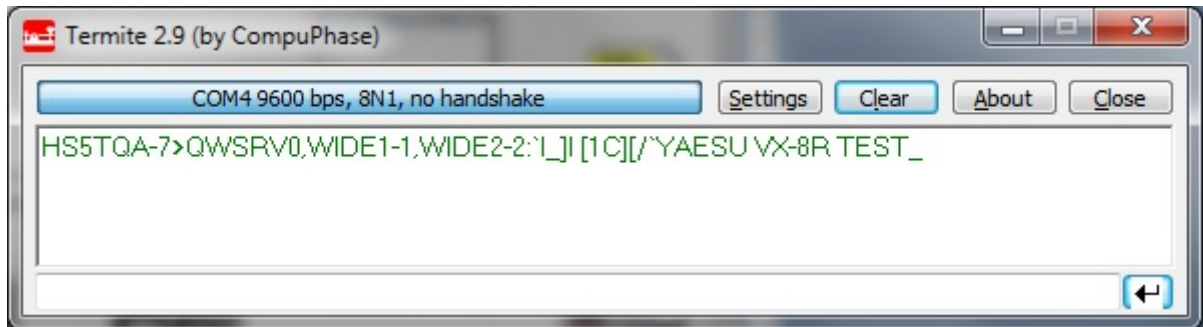 Termite 2.9 (by CompuPhase)
COM4 9600 bps, 8N1, no handshake
Settings
Clear
About
Close
HS5TQA-7>QWSRV0,WIDE1-1,WIDE2-2:`l_]l [1C][/`YAESU VX-8R TEST_